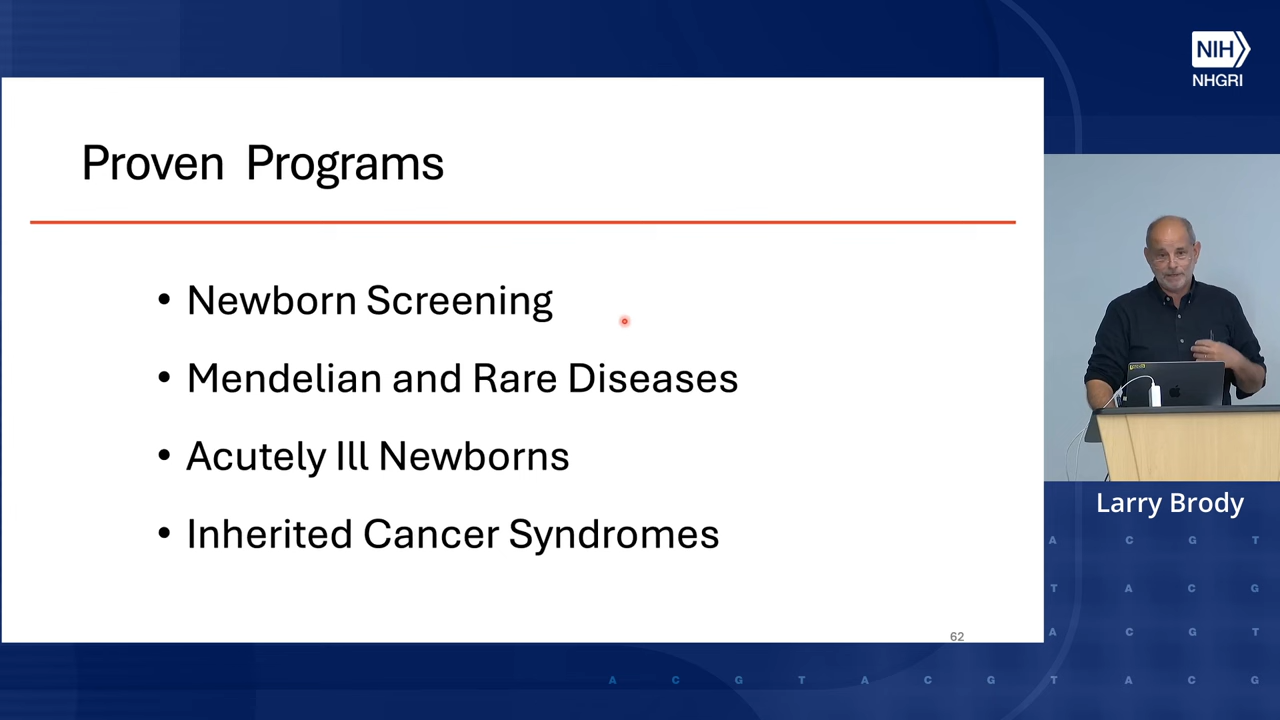 NIH
NHGRI
Proven Programs
• Newborn Screening
• Mendelian and Rare Diseases
• Acutely Ill Newborns
• Inherited Cancer Syndromes
62
Larry Brody
A C G T
T A C G
A C G T
A C G T A C G T A C G